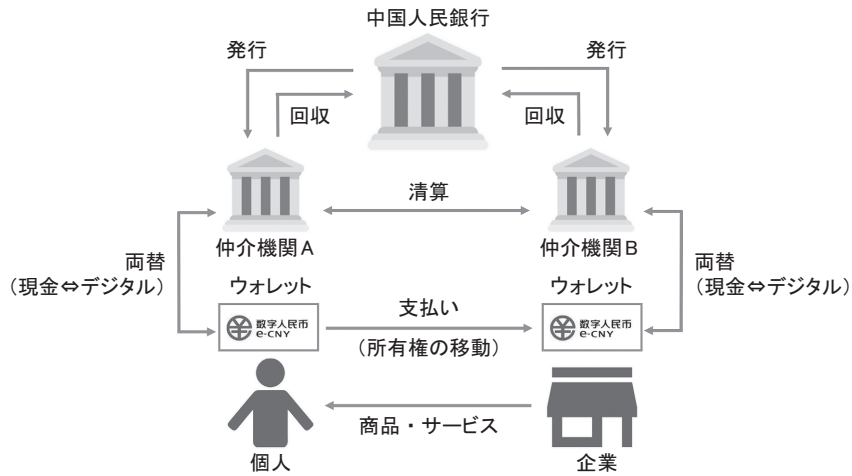 中国人民銀行
発行
発行
回収
回収
清算
仲介機関A
仲介機関B
両替
(現金⇔デジタル)
両替
(現金⇔デジタル)
ウォレット
ウォレット
数字人民币
e-CNY
支払い
(所有権の移動)
数字人民币
e-CNY
商品・サービス
個人
企業